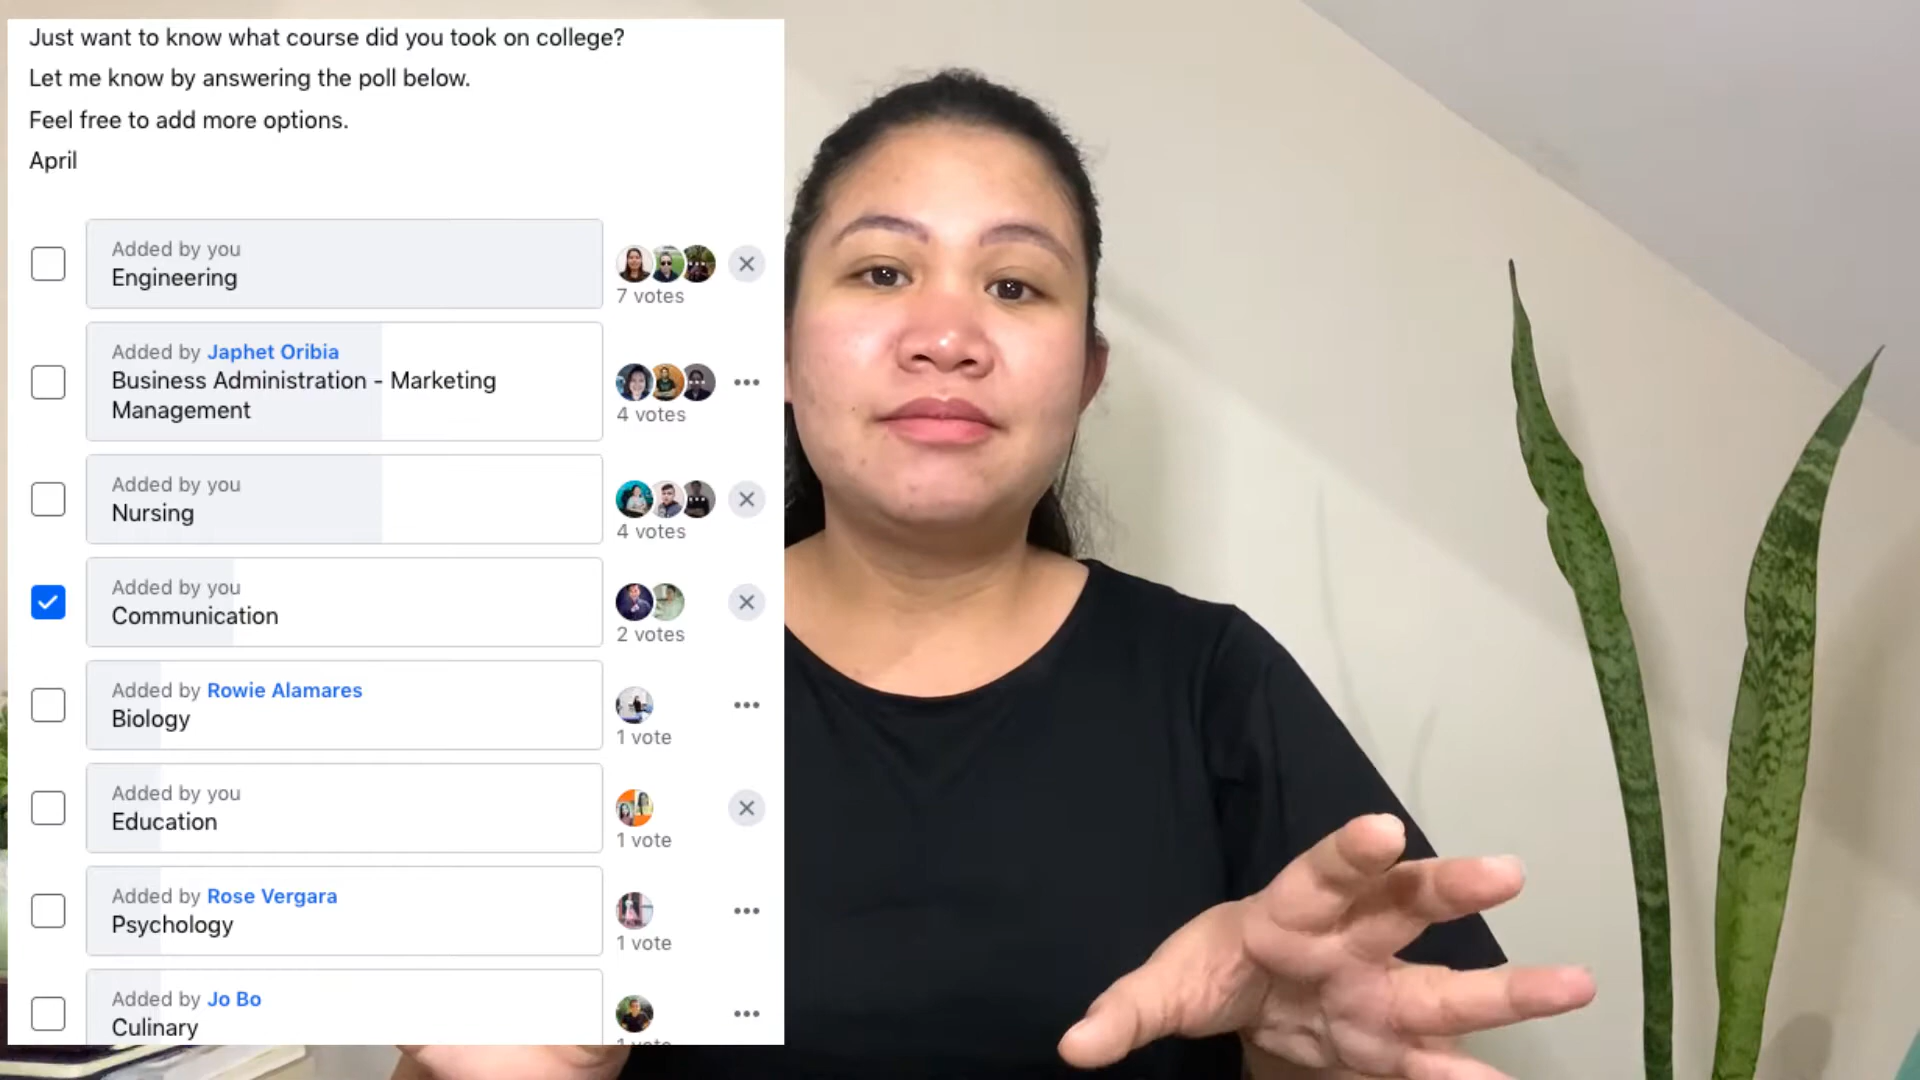 Just want to know what course did you took on college?
Let me know by answering the poll below.
Feel free to add more options.
April
Added by you
Engineering
7 votes
Added by Japhet Oribia
Business Administration - Marketing
Management
4 votes
Added by you
Nursing
4 votes
Added by you
Communication
2 votes
Added by Rowie Alamares
Biology
1 vote
Added by you
Education
1 vote
Added by Rose Vergara
Psychology
1 vote
Added by Jo Bo
Culinary
1 vote